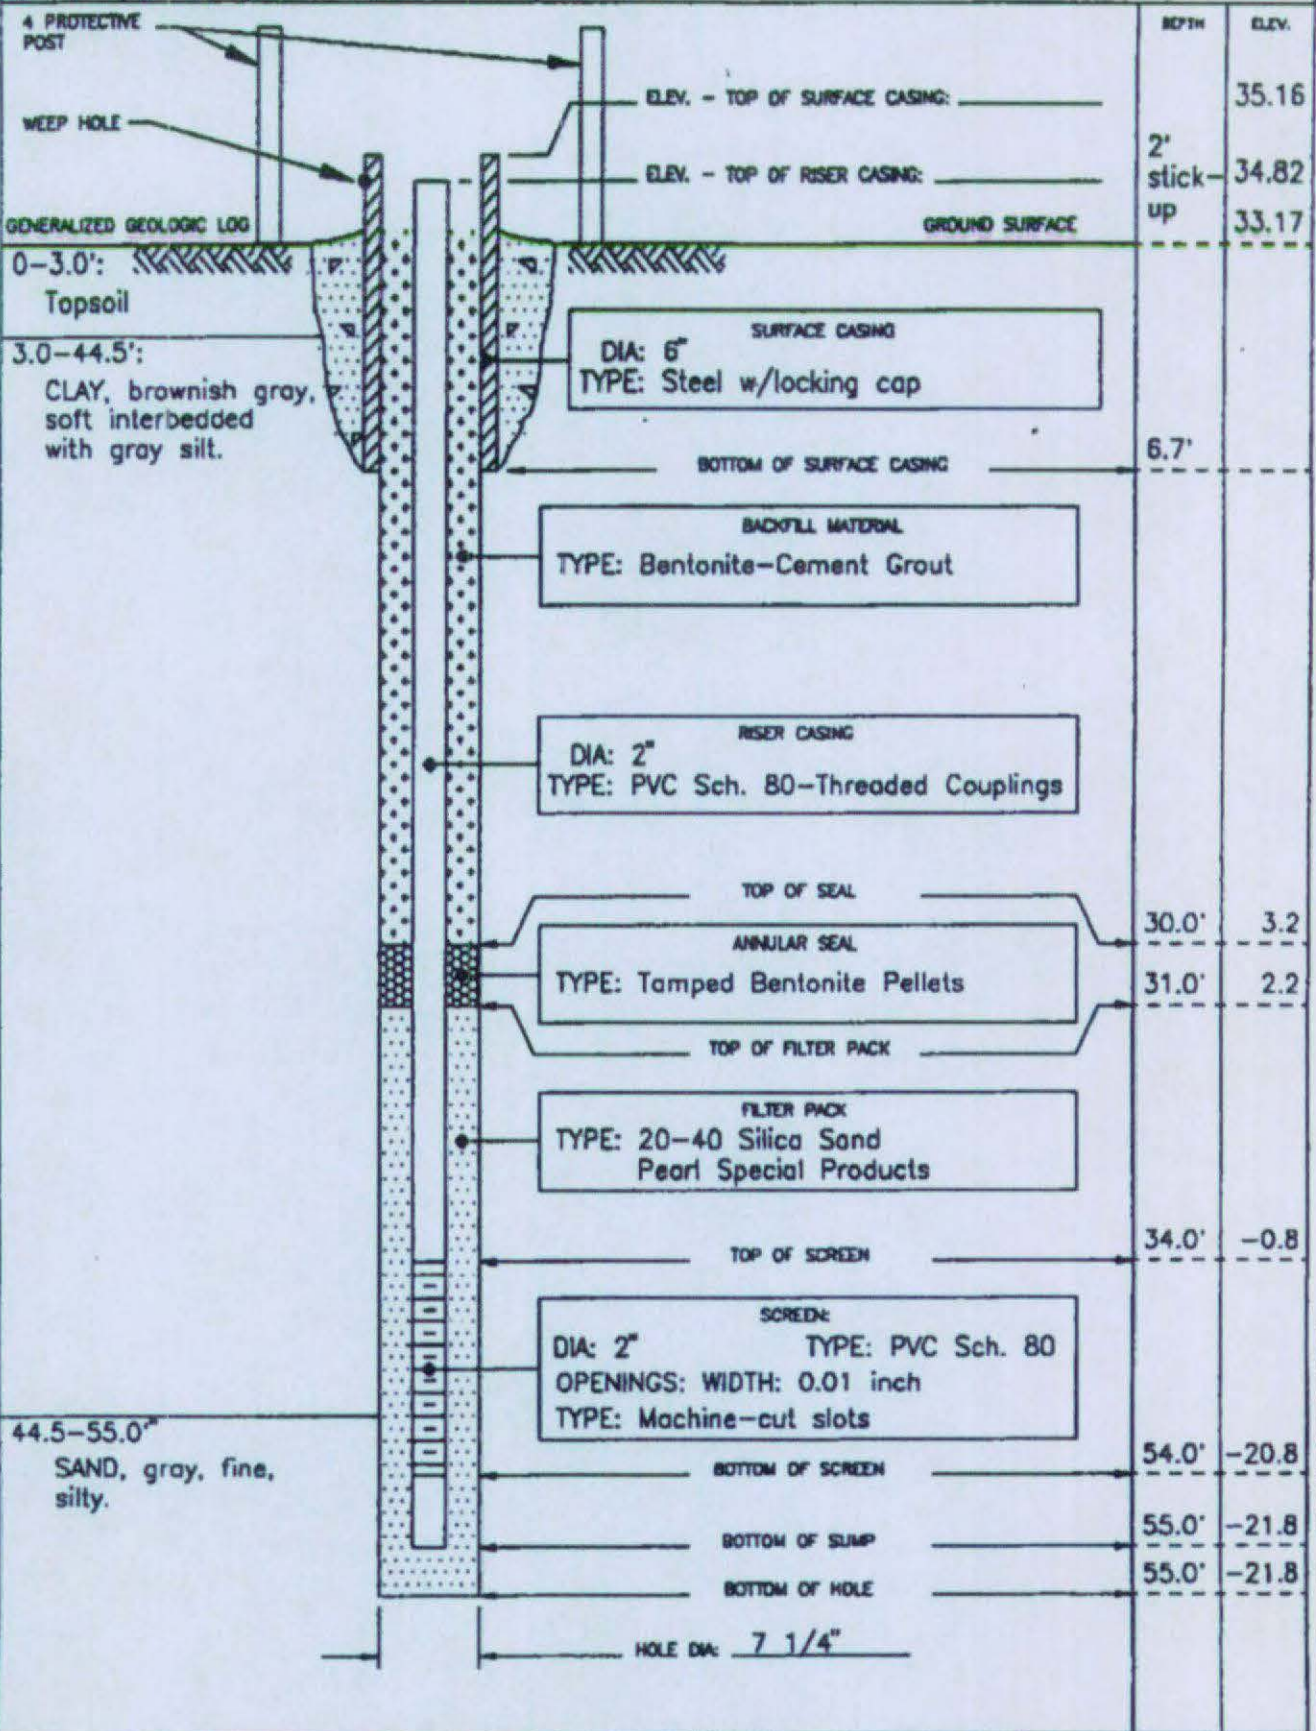 4 PROTECTIVE
POST
DEPTH
ELEV.
ELEV. - TOP OF SURFACE CASING:
35.16
WEEP HOLE
2'
stick-
up
ELEV. - TOP OF RISER CASING:
34.82
GENERALIZED GEOLOGIC LOG
GROUND SURFACE
33.17
0-3.0':
Topsoil
3.0-44.5':
CLAY, brownish gray,
soft interbedded
with gray silt.
SURFACE CASING
DIA: 6"
TYPE: Steel w/locking cap
BOTTOM OF SURFACE CASING
6.7'
BACKFILL MATERIAL
TYPE: Bentonite-Cement Grout
RISER CASING
DIA: 2"
TYPE: PVC Sch. 80-Threaded Couplings
TOP OF SEAL
30.0'
3.2
ANNULAR SEAL
TYPE: Tamped Bentonite Pellets
31.0'
2.2
TOP OF FILTER PACK
FILTER PACK
TYPE: 20-40 Silica Sand
Pearl Special Products
TOP OF SCREEN
34.0'
-0.8
SCREEN:
DIA: 2" TYPE: PVC Sch. 80
OPENINGS: WIDTH: 0.01 inch
TYPE: Machine-cut slots
44.5-55.0'
SAND, gray, fine,
silty.
BOTTOM OF SCREEN
54.0'
-20.8
BOTTOM OF SUMP
55.0'
-21.8
BOTTOM OF HOLE
55.0'
-21.8
HOLE DIA: 7 1/4"